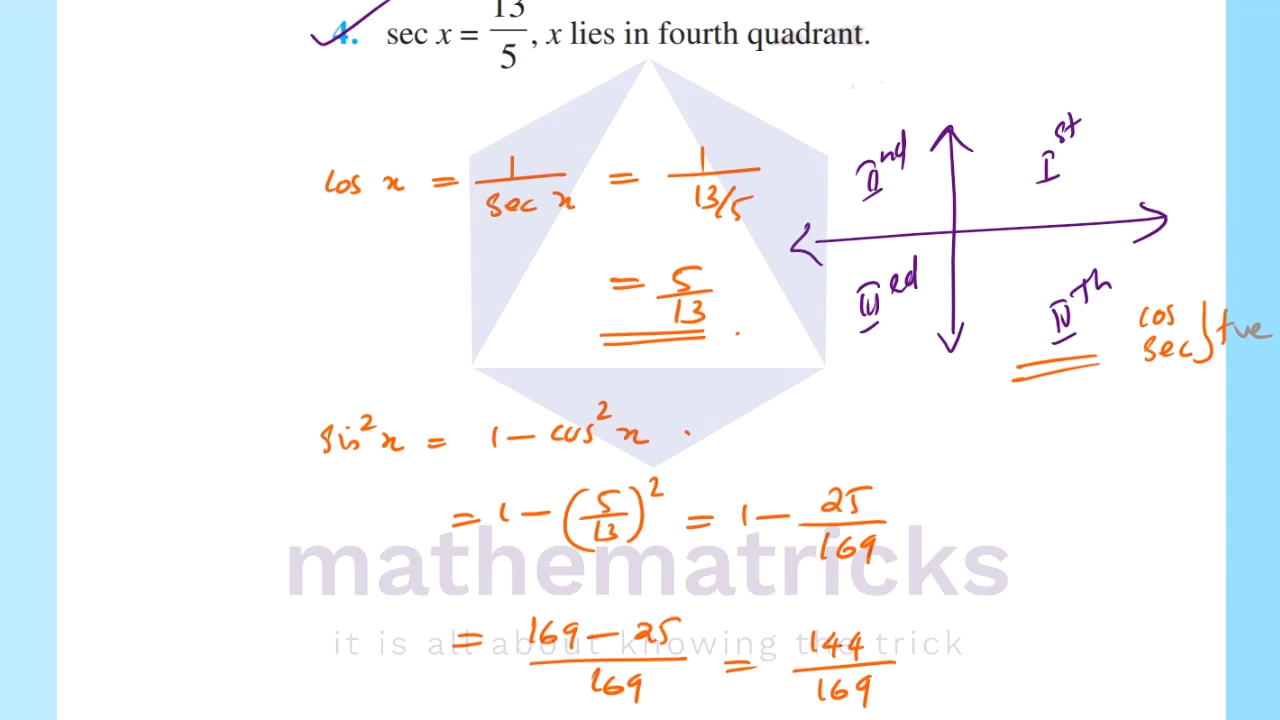 4. sec x = 13/5, x lies in fourth quadrant.
cos x = 1/sec x = 1/13/5
= 5/13
IInd
Ist
IIIed
IVth
cos
sec } +ve
sin²x = 1 - cos²x
= 1 - (5/13)² = 1 - 25/169
mathematricks
= 169 - 25/169 = 144/169
it is all about knowing the trick